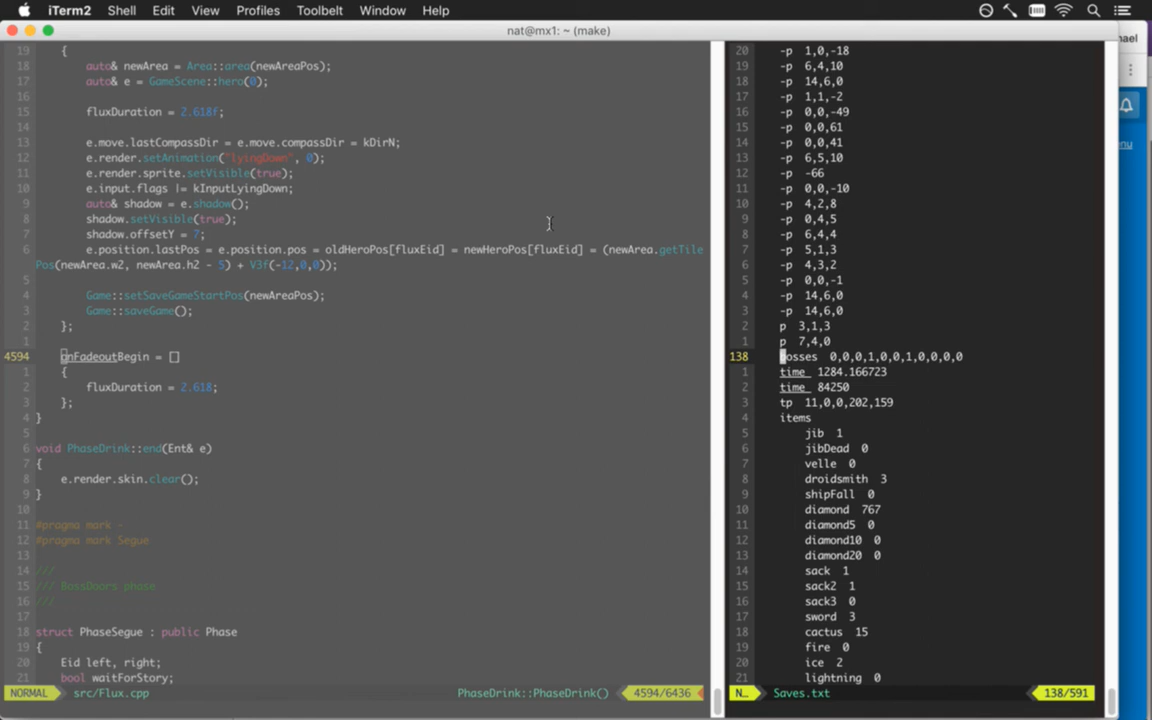 iTerm2 Shell Edit View Profiles Toolbelt Window Help
nat@mx1: ~ (make)
19 {
18 auto& newArea = Area::area(newAreaPos);
17 auto& e = GameScene::hero(0);
16
15 fluxDuration = 2.618f;
14
13 e.move.lastCompassDir = e.move.compassDir = kDirN;
12 e.render.setAnimation("lyingDown", 0);
11 e.render.sprite.setVisible(true);
10 e.input.flags |= kInputLyingDown;
9 auto& shadow = e.shadow();
8 shadow.setVisible(true);
7 shadow.offsetY = 7;
6 e.position.lastPos = e.position.pos = oldHeroPos[fluxEid] = newHeroPos[fluxEid] = (newArea.getTile
Pos(newArea.w2, newArea.h2 - 5) + V3f(-12,0,0));
5
4 Game::setSaveGameStartPos(newAreaPos);
3 Game::saveGame();
2 };
1
4594 onFadeoutBegin = []
1 {
2 fluxDuration = 2.618;
3 };
4 }
5
6 void PhaseDrink::end(Ent& e)
7 {
8 e.render.skin.clear();
9 }
10
11 #pragma mark -
12 #pragma mark Segue
13
14 ///
15 /// BossDoors phase
16 ///
17
18 struct PhaseSegue : public Phase
19 {
20 Eid left, right;
21 bool waitForStory;
NORMAL src/Flux.cpp PhaseDrink::PhaseDrink() 4594/6436
20 -p 1,0,-18
19 -p 6,4,10
18 -p 14,6,0
17 -p 1,1,-2
16 -p 0,0,-49
15 -p 0,0,61
14 -p 0,0,41
13 -p 6,5,10
12 -p -66
11 -p 0,0,-10
10 -p 4,2,8
9 -p 0,4,5
8 -p 6,4,4
7 -p 5,1,3
6 -p 4,3,2
5 -p 0,0,-1
4 -p 14,6,0
3 -p 14,6,0
2 p 3,1,3
1 p 7,4,0
138 bosses 0,0,0,1,0,0,1,0,0,0,0
1 time_ 1284.166723
2 time_ 84250
3 tp 11,0,0,202,159
4 items
5 jib 1
6 jibDead 0
7 velle 0
8 droidsmith 3
9 shipFall 0
10 diamond 767
11 diamond5 0
12 diamond10 0
13 diamond20 0
14 sack 1
15 sack2 1
16 sack3 0
17 sword 3
18 cactus 15
19 fire 0
20 ice 2
21 lightning 0
N... Saves.txt 138/591
ael
nu